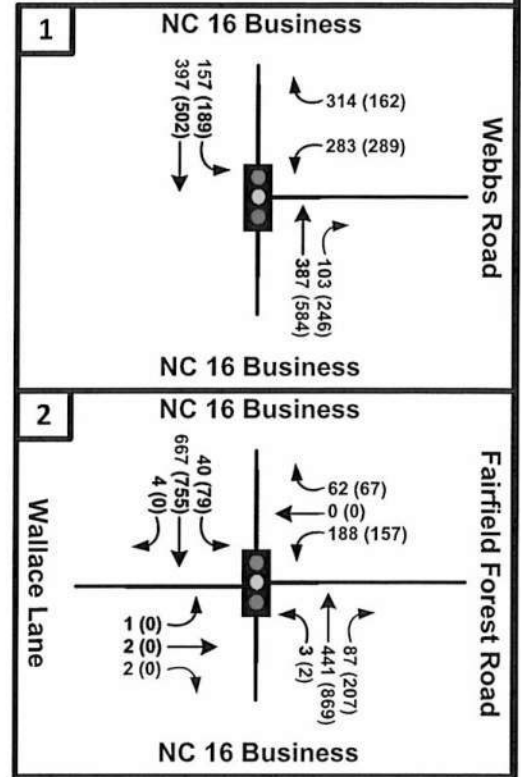 1
NC 16 Business
157 (189)
397 (502)
314 (162)
283 (289)
Webbs Road
103 (246)
387 (584)
NC 16 Business
2
NC 16 Business
40 (79)
667 (755)
4 (0)
62 (67)
0 (0)
188 (157)
Fairfield Forest Road
Wallace Lane
1 (0)
2 (0)
2 (0)
87 (207)
441 (869)
3 (2)
NC 16 Business